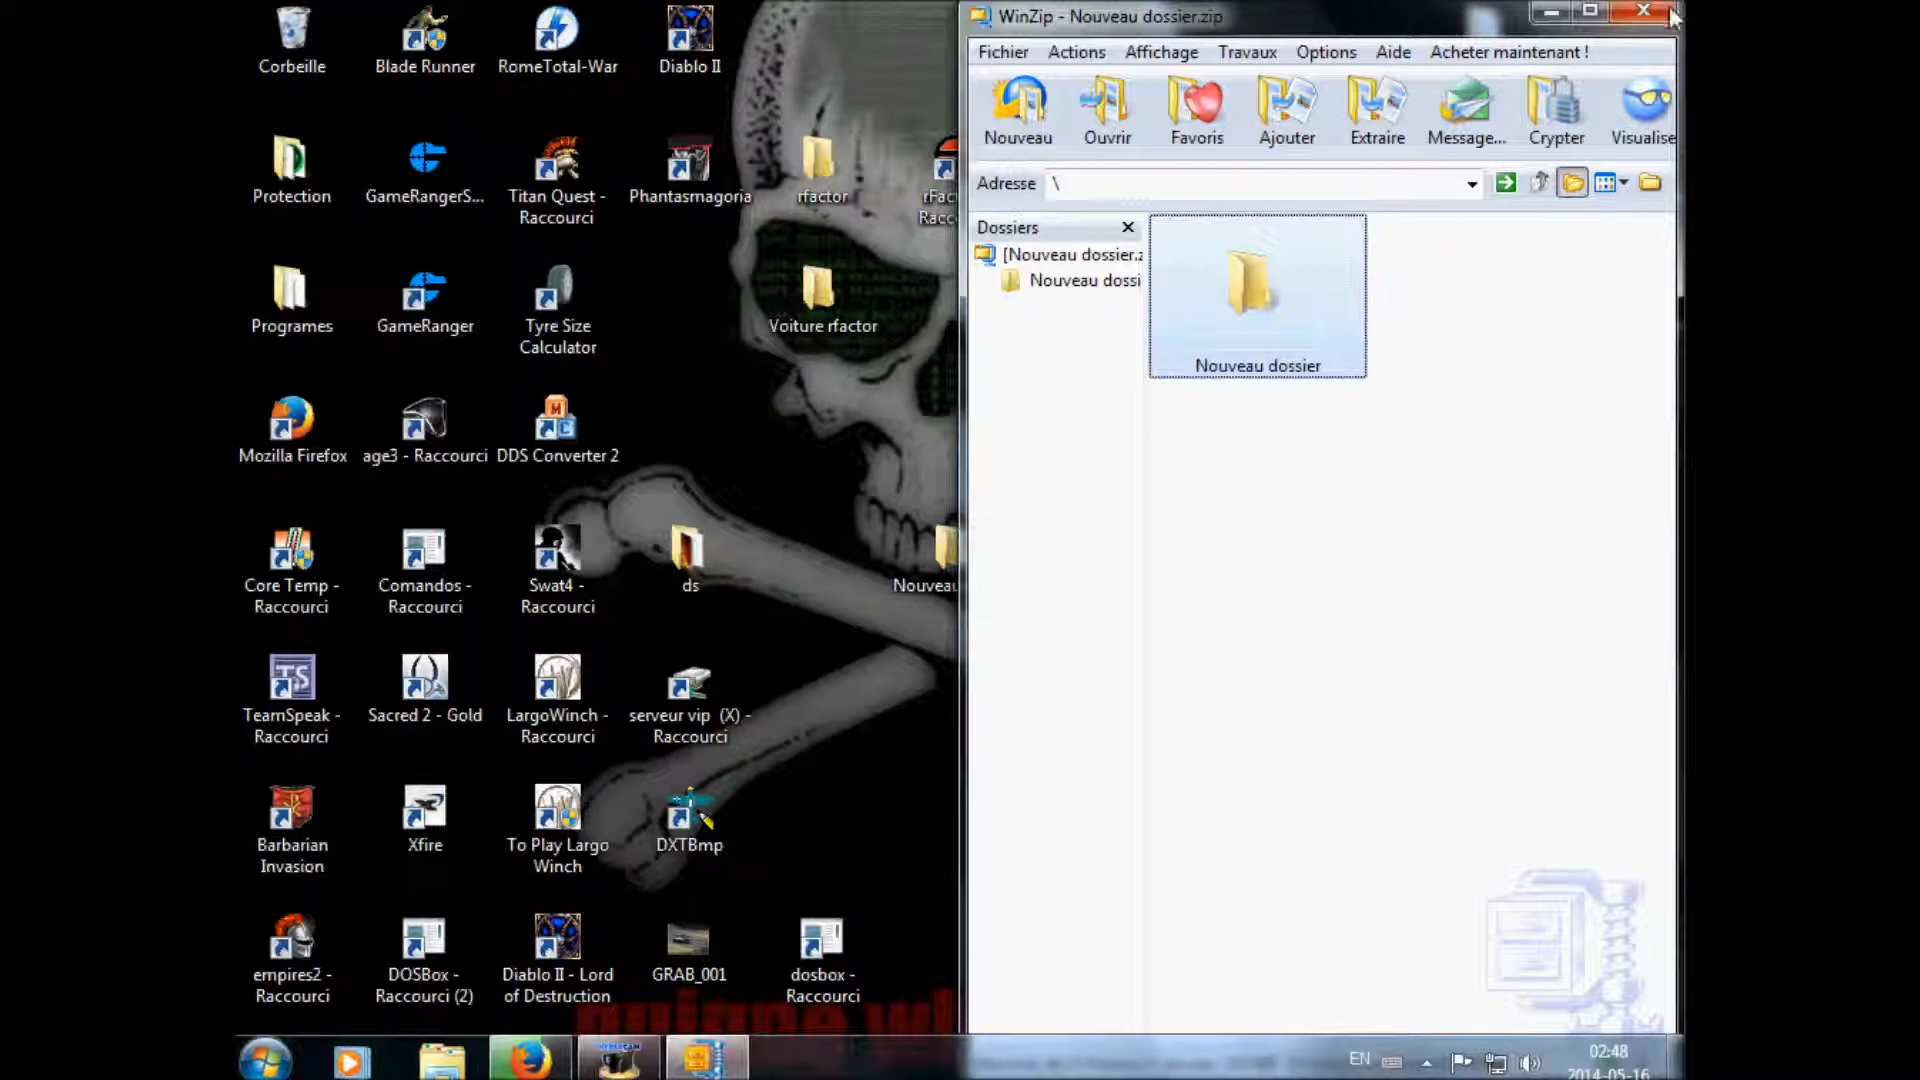 Corbeille
Blade Runner
RomeTotal-War
Diablo II
Protection
GameRangerS...
Titan Quest -
Raccourci
Phantasmagoria
rfactor
Programes
GameRanger
Tyre Size
Calculator
Voiture rfactor
Mozilla Firefox
age3 - Raccourci
DDS Converter 2
Core Temp -
Raccourci
Comandos -
Raccourci
Swat4 -
Raccourci
ds
Nouveau
TeamSpeak -
Raccourci
Sacred 2 - Gold
LargoWinch -
Raccourci
serveur vip (X) -
Raccourci
Barbarian
Invasion
Xfire
To Play Largo
Winch
DXTBmp
empires2 -
Raccourci
DOSBox -
Raccourci (2)
Diablo II - Lord
of Destruction
GRAB_001
dosbox -
Raccourci
WinZip - Nouveau dossier.zip
Fichier Actions Affichage Travaux Options Aide Acheter maintenant !
Nouveau Ouvrir Favoris Ajouter Extraire Message... Crypter Visualise
Adresse \
Dossiers
[Nouveau dossier.z
Nouveau dossi
Nouveau dossier
EN
02:48
2014-05-16